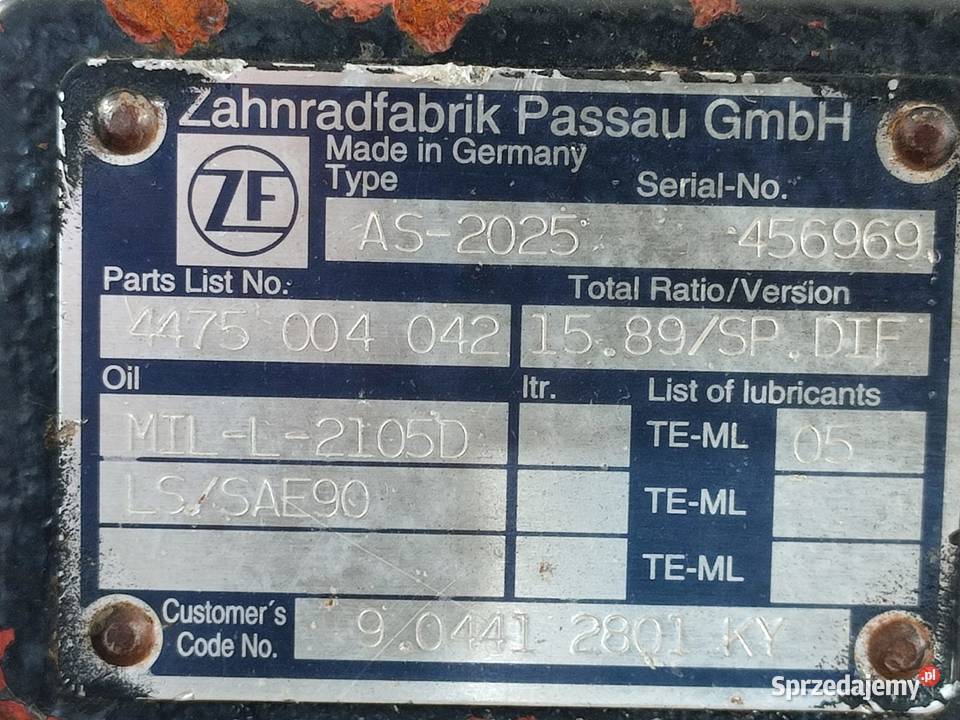 Zahnradfabrik Passau GmbH
Made in Germany
Type Serial-No.
ZF
AS-2025 456969
Parts List No. Total Ratio/Version
4475 004 042 15.89/SP.DIF
Oil ltr. List of lubricants
MIL-L-2105D TE-ML 05
LS/SAE90 TE-ML
TE-ML
Customer´s
Code No.
9.0441 2801 KY
Sprzedajemy.pl